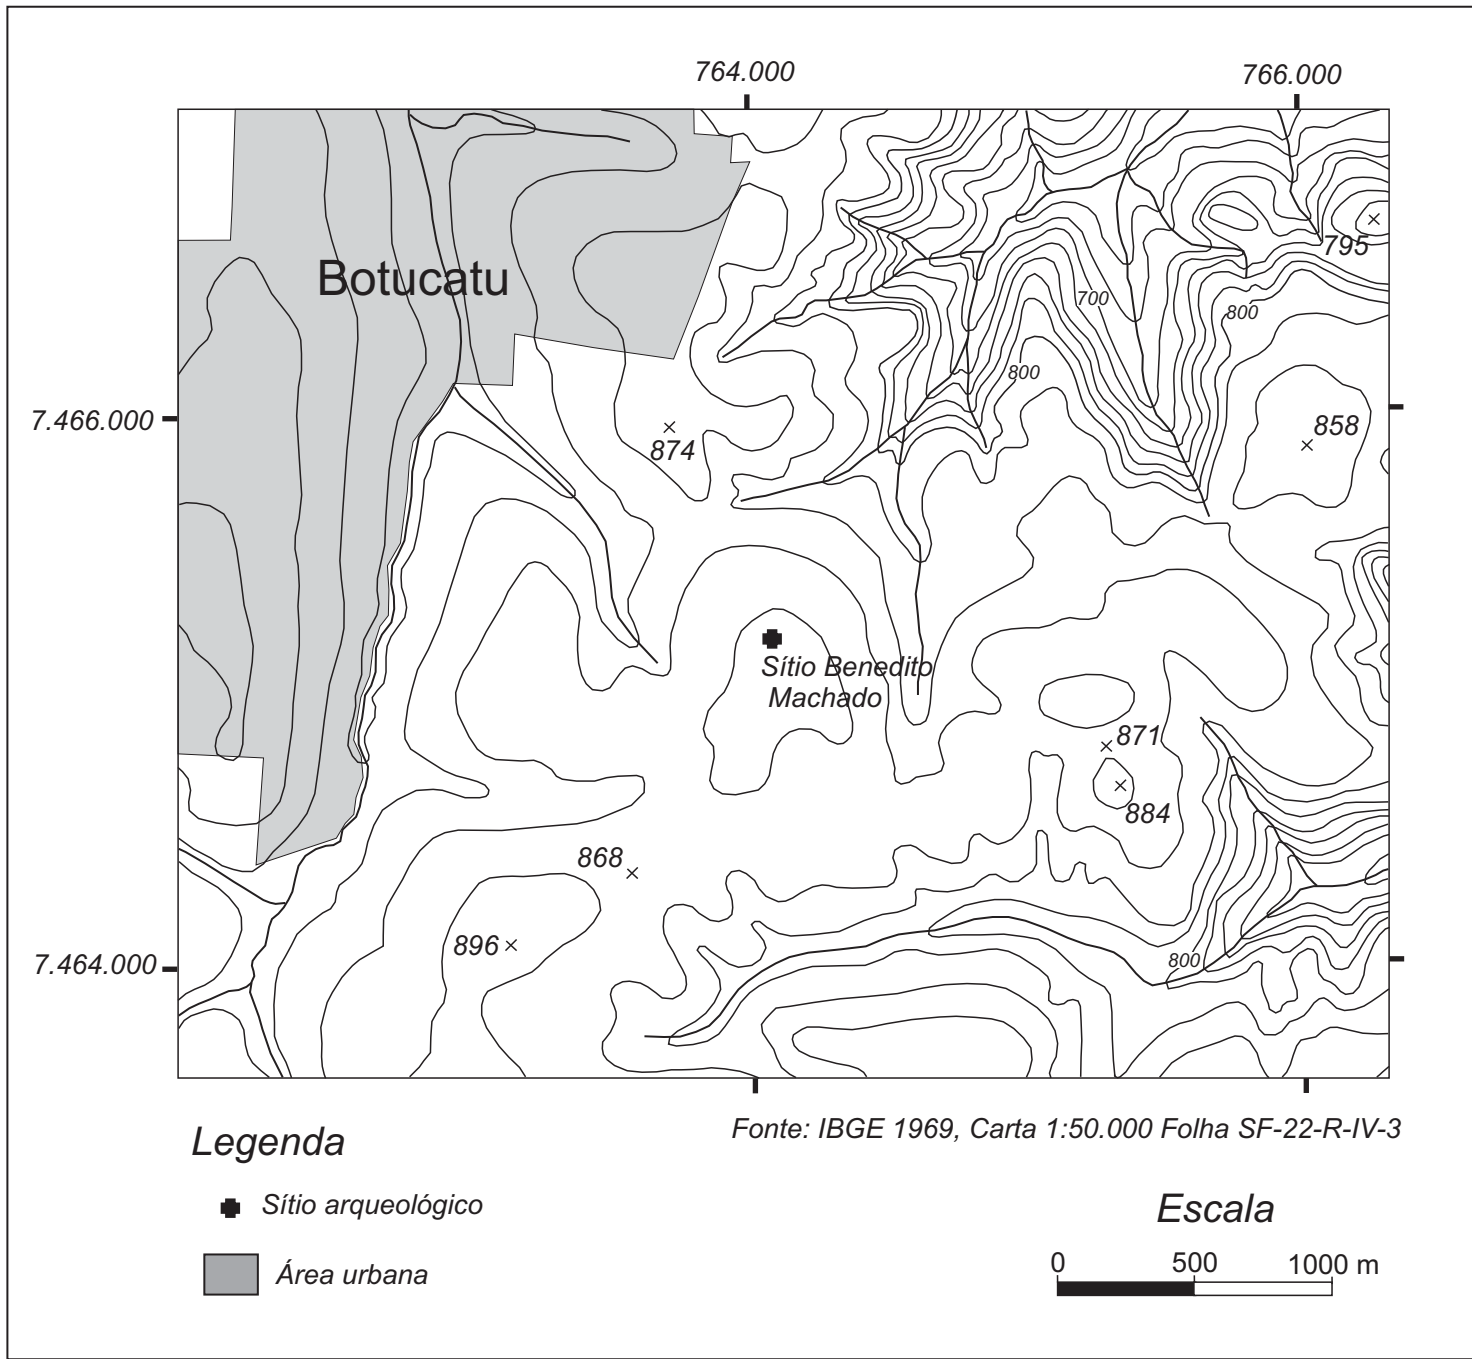 764.000
766.000
795
Botucatu
700
800
800
7.466.000
858
874
Sítio Benedito
Machado
871
884
868
896
7.464.000
800
Fonte: IBGE 1969, Carta 1:50.000 Folha SF-22-R-IV-3
Legenda
Sítio arqueológico
Área urbana
Escala
0 500 1000 m